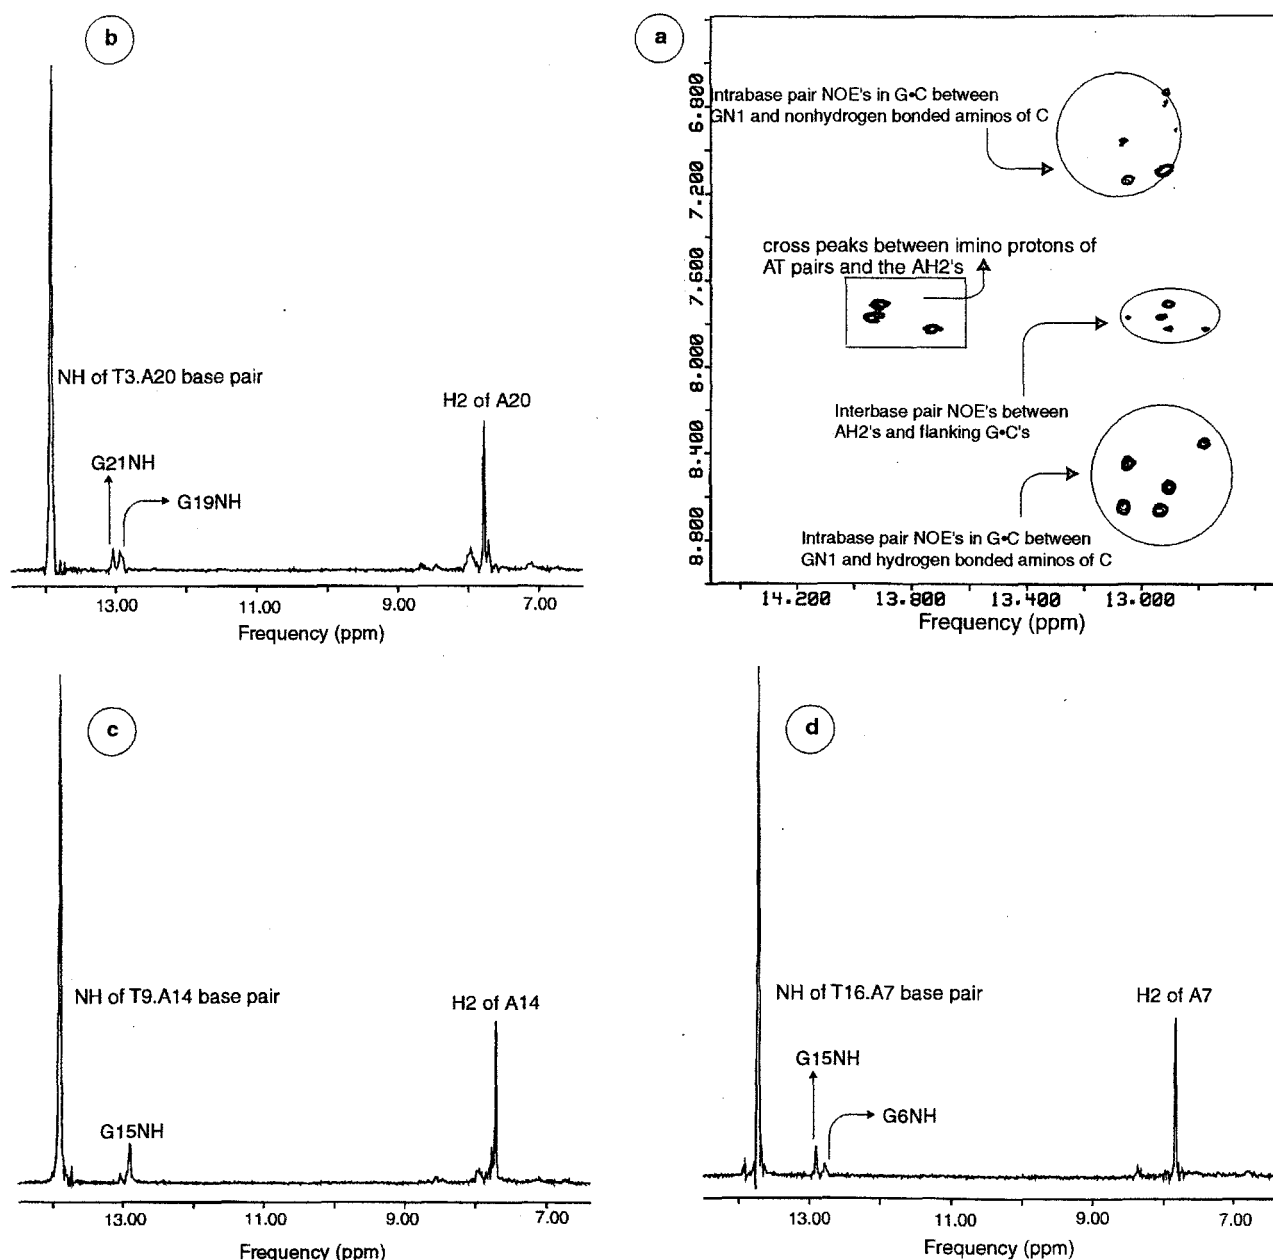 b
NH of T3.A20 base pair
H2 of A20
G21NH
G19NH
13.00
11.00
9.00
7.00
Frequency (ppm)
a
Intrabase pair NOE's in G•C between
GN1 and nonhydrogen bonded aminos of C
cross peaks between imino protons of
AT pairs and the AH2's
Interbase pair NOE's between
AH2's and flanking G•C's
Intrabase pair NOE's in G•C between
GN1 and hydrogen bonded aminos of C
6.800
7.200
7.600
8.000
8.400
8.800
14.200
13.800
13.400
13.000
Frequency (ppm)
c
NH of T9.A14 base pair
H2 of A14
G15NH
13.00
11.00
9.00
7.00
Frequency (ppm)
d
NH of T16.A7 base pair
H2 of A7
G15NH
G6NH
13.00
11.00
9.00
7.00
Frequency (ppm)